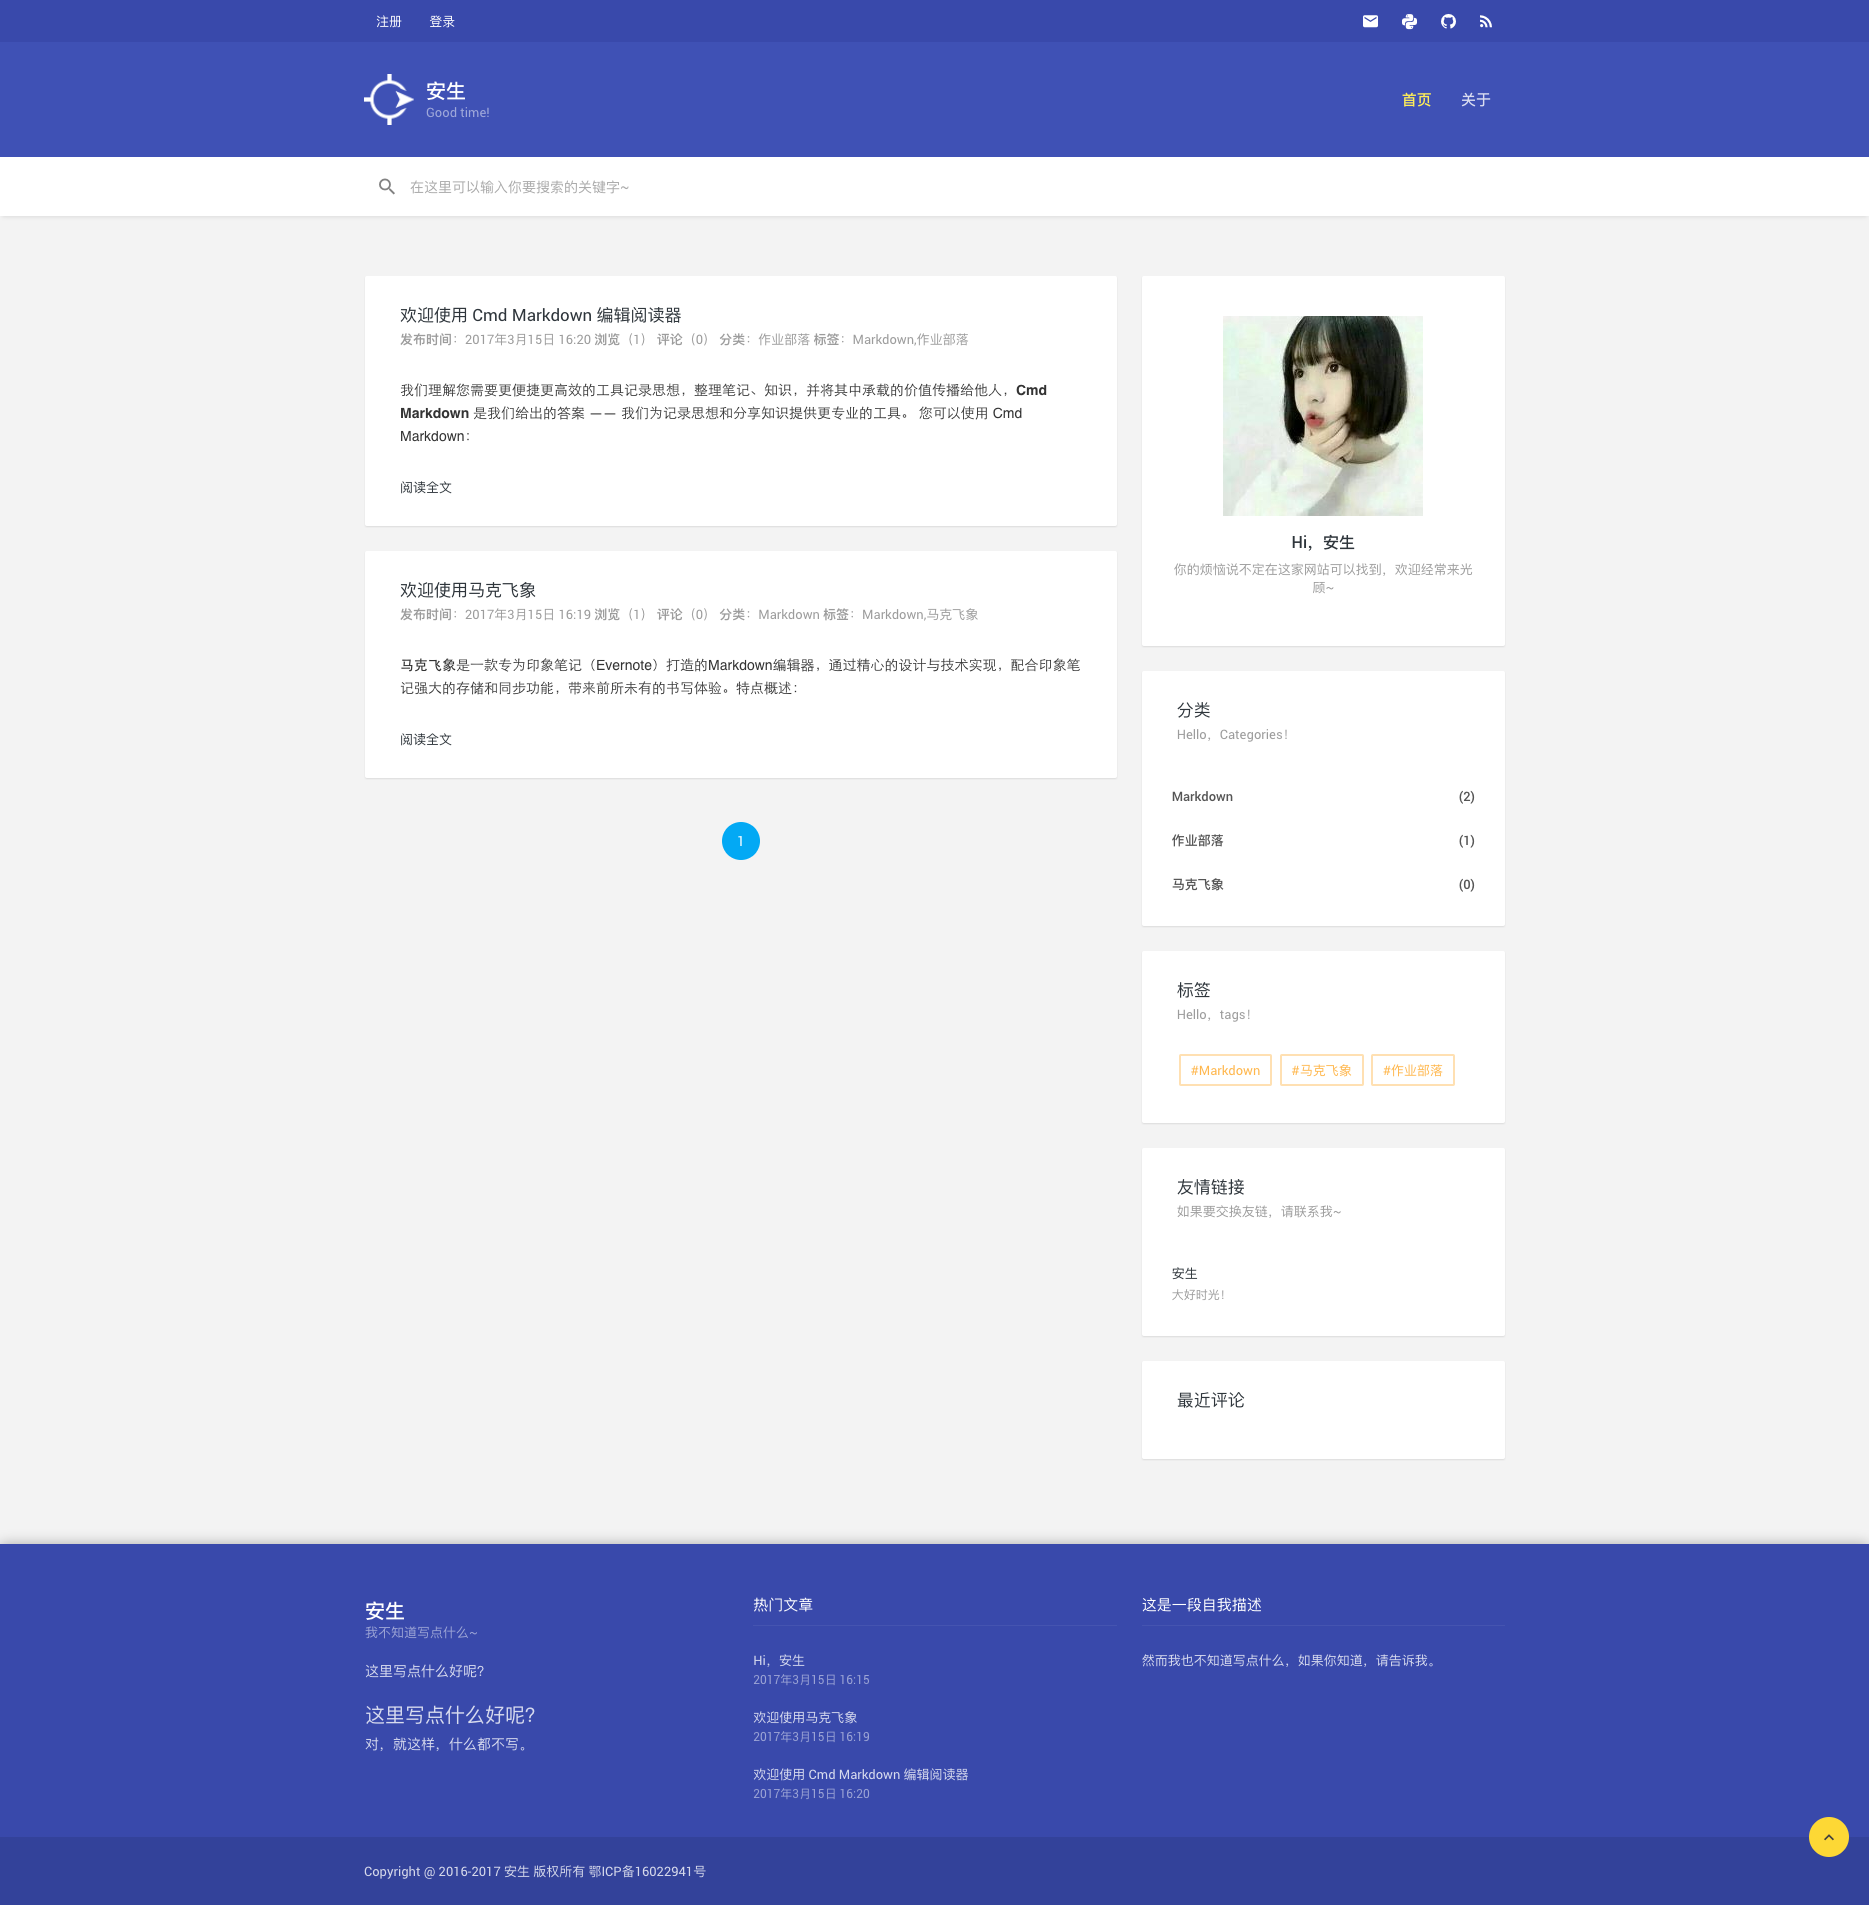 注册 登录
安生
Good time!
首页 关于
在这里可以输入你要搜索的关键字~
欢迎使用 Cmd Markdown 编辑阅读器
发布时间：2017年3月15日 16:20 浏览（1） 评论（0） 分类：作业部落 标签：Markdown,作业部落
我们理解您需要更便捷更高效的工具记录思想，整理笔记、知识，并将其中承载的价值传播给他人，Cmd
Markdown 是我们给出的答案 —— 我们为记录思想和分享知识提供更专业的工具。 您可以使用 Cmd
Markdown：
阅读全文
欢迎使用马克飞象
发布时间：2017年3月15日 16:19 浏览（1） 评论（0） 分类：Markdown 标签：Markdown,马克飞象
马克飞象是一款专为印象笔记（Evernote）打造的Markdown编辑器，通过精心的设计与技术实现，配合印象笔
记强大的存储和同步功能，带来前所未有的书写体验。特点概述：
阅读全文
1
Hi，安生
你的烦恼说不定在这家网站可以找到，欢迎经常来光
顾~
分类
Hello，Categories！
Markdown (2)
作业部落 (1)
马克飞象 (0)
标签
Hello，tags！
#Markdown #马克飞象 #作业部落
友情链接
如果要交换友链，请联系我~
安生
大好时光！
最近评论
安生
我不知道写点什么~
这里写点什么好呢？
这里写点什么好呢？
对，就这样，什么都不写。
热门文章
Hi，安生
2017年3月15日 16:15
欢迎使用马克飞象
2017年3月15日 16:19
欢迎使用 Cmd Markdown 编辑阅读器
2017年3月15日 16:20
这是一段自我描述
然而我也不知道写点什么，如果你知道，请告诉我。
Copyright @ 2016-2017 安生 版权所有 鄂ICP备16022941号